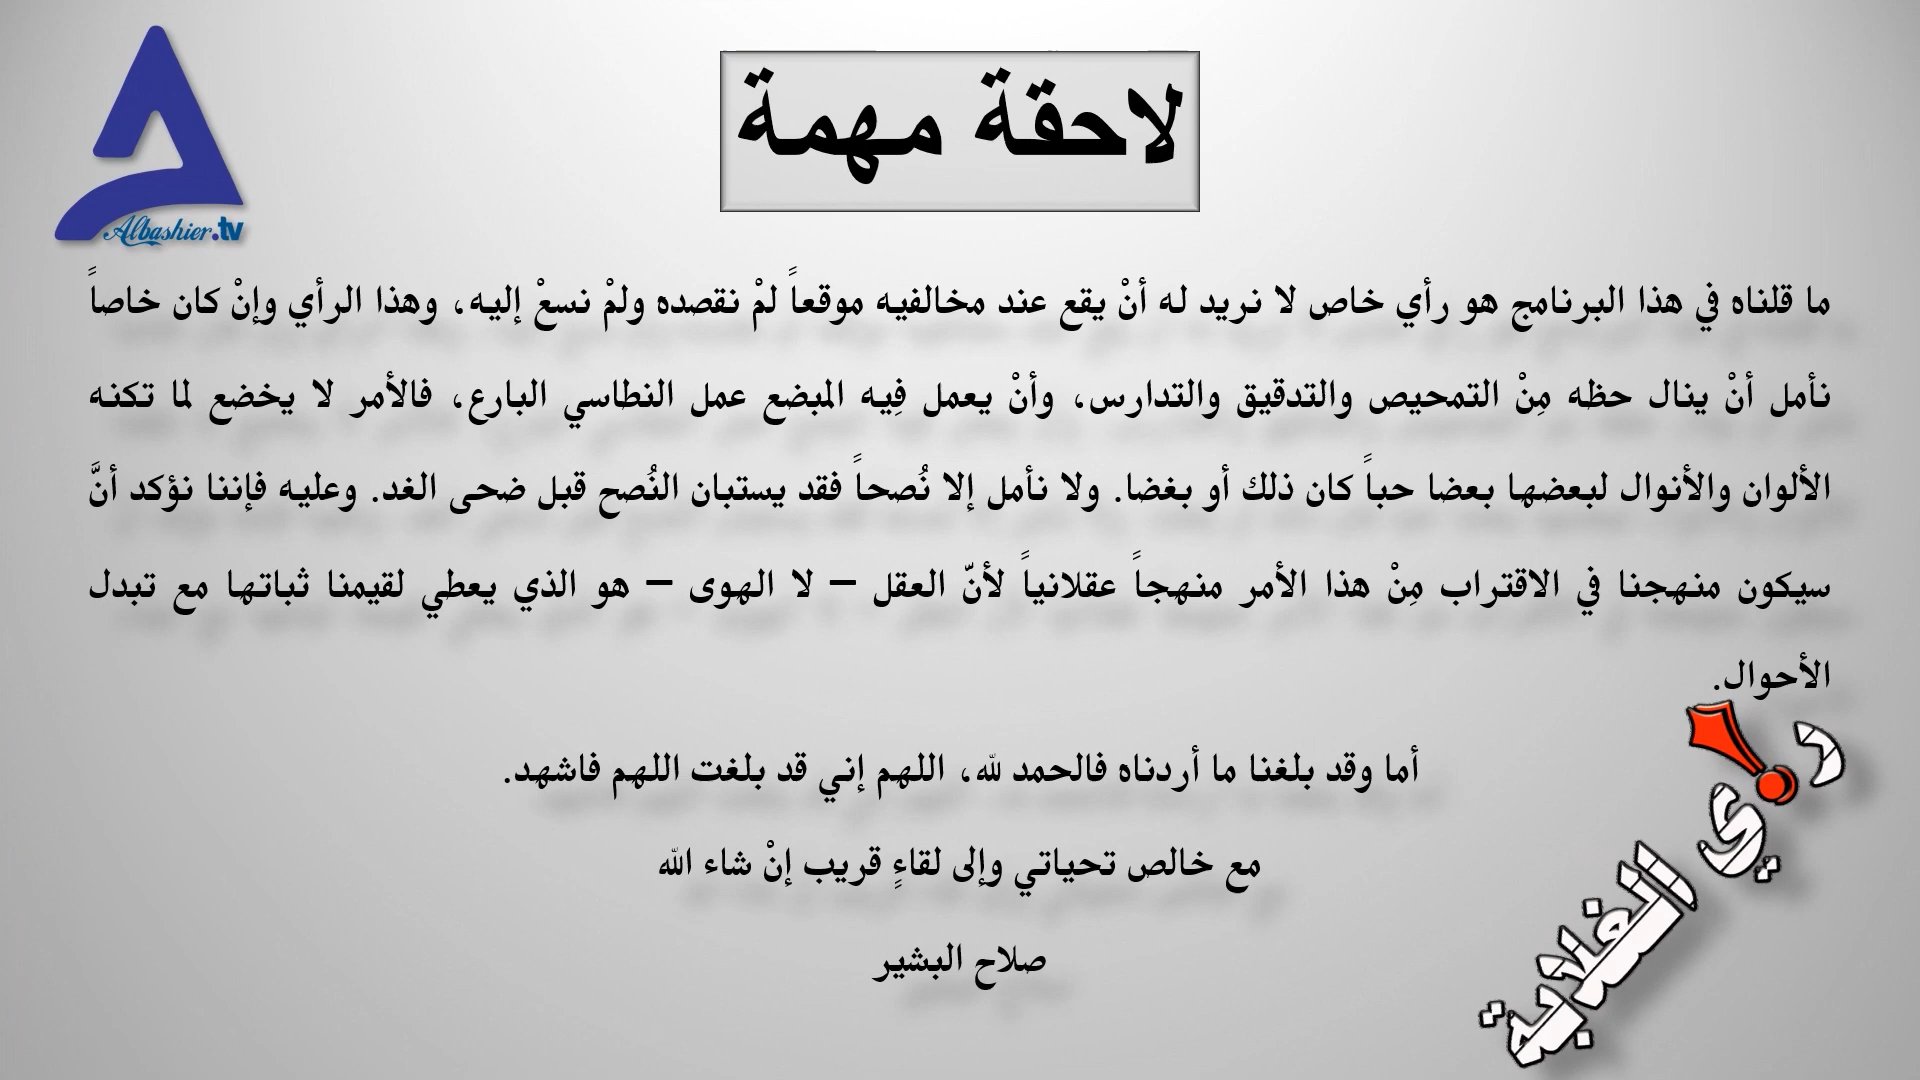 لاحقة مهمة
Albashier.tv
ما قلناه في هذا البرنامج هو رأي خاص لا نريد له أنْ يقع عند مخالفيه موقعاً لمْ نقصده ولمْ نسعْ إليه، وهذا الرأي وإنْ كان خاصاً
نأمل أنْ ينال حظه مِنْ التمحيص والتدقيق والتدارس، وأنْ يعمل فِيه المبضع عمل النطاسي البارع، فالأمر لا يخضع لما تكنه
الألوان والأنوال لبعضها بعضا حباً كان ذلك أو بغضا. ولا نأمل إلا نُصحاً فقد يستبان النُصح قبل ضحى الغد. وعليه فإننا نؤكد أنَّ
سيكون منهجنا في الاقتراب مِنْ هذا الأمر منهجاً عقلانياً لأنّ العقل – لا الهوى – هو الذي يعطي لقيمنا ثباتها مع تبدل
الأحوال.
أما وقد بلغنا ما أردناه فالحمد لله، اللهم إني قد بلغت اللهم فاشهد.
مع خالص تحياتي وإلى لقاءٍ قريب إنْ شاء الله
صلاح البشير
ر!ي الغلابة